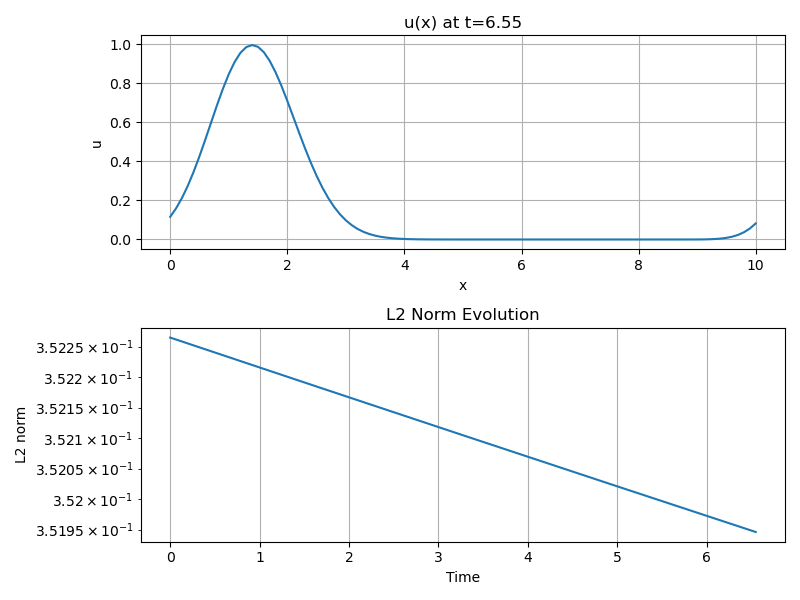 u(x) at t=6.55
1.0
0.8
0.6
0.4
0.2
0.0
u
0 2 4 6 8 10
x
L2 Norm Evolution
3.5225 × 10⁻¹
3.522 × 10⁻¹
3.5215 × 10⁻¹
3.521 × 10⁻¹
3.5205 × 10⁻¹
3.52 × 10⁻¹
3.5195 × 10⁻¹
L2 norm
0 1 2 3 4 5 6
Time